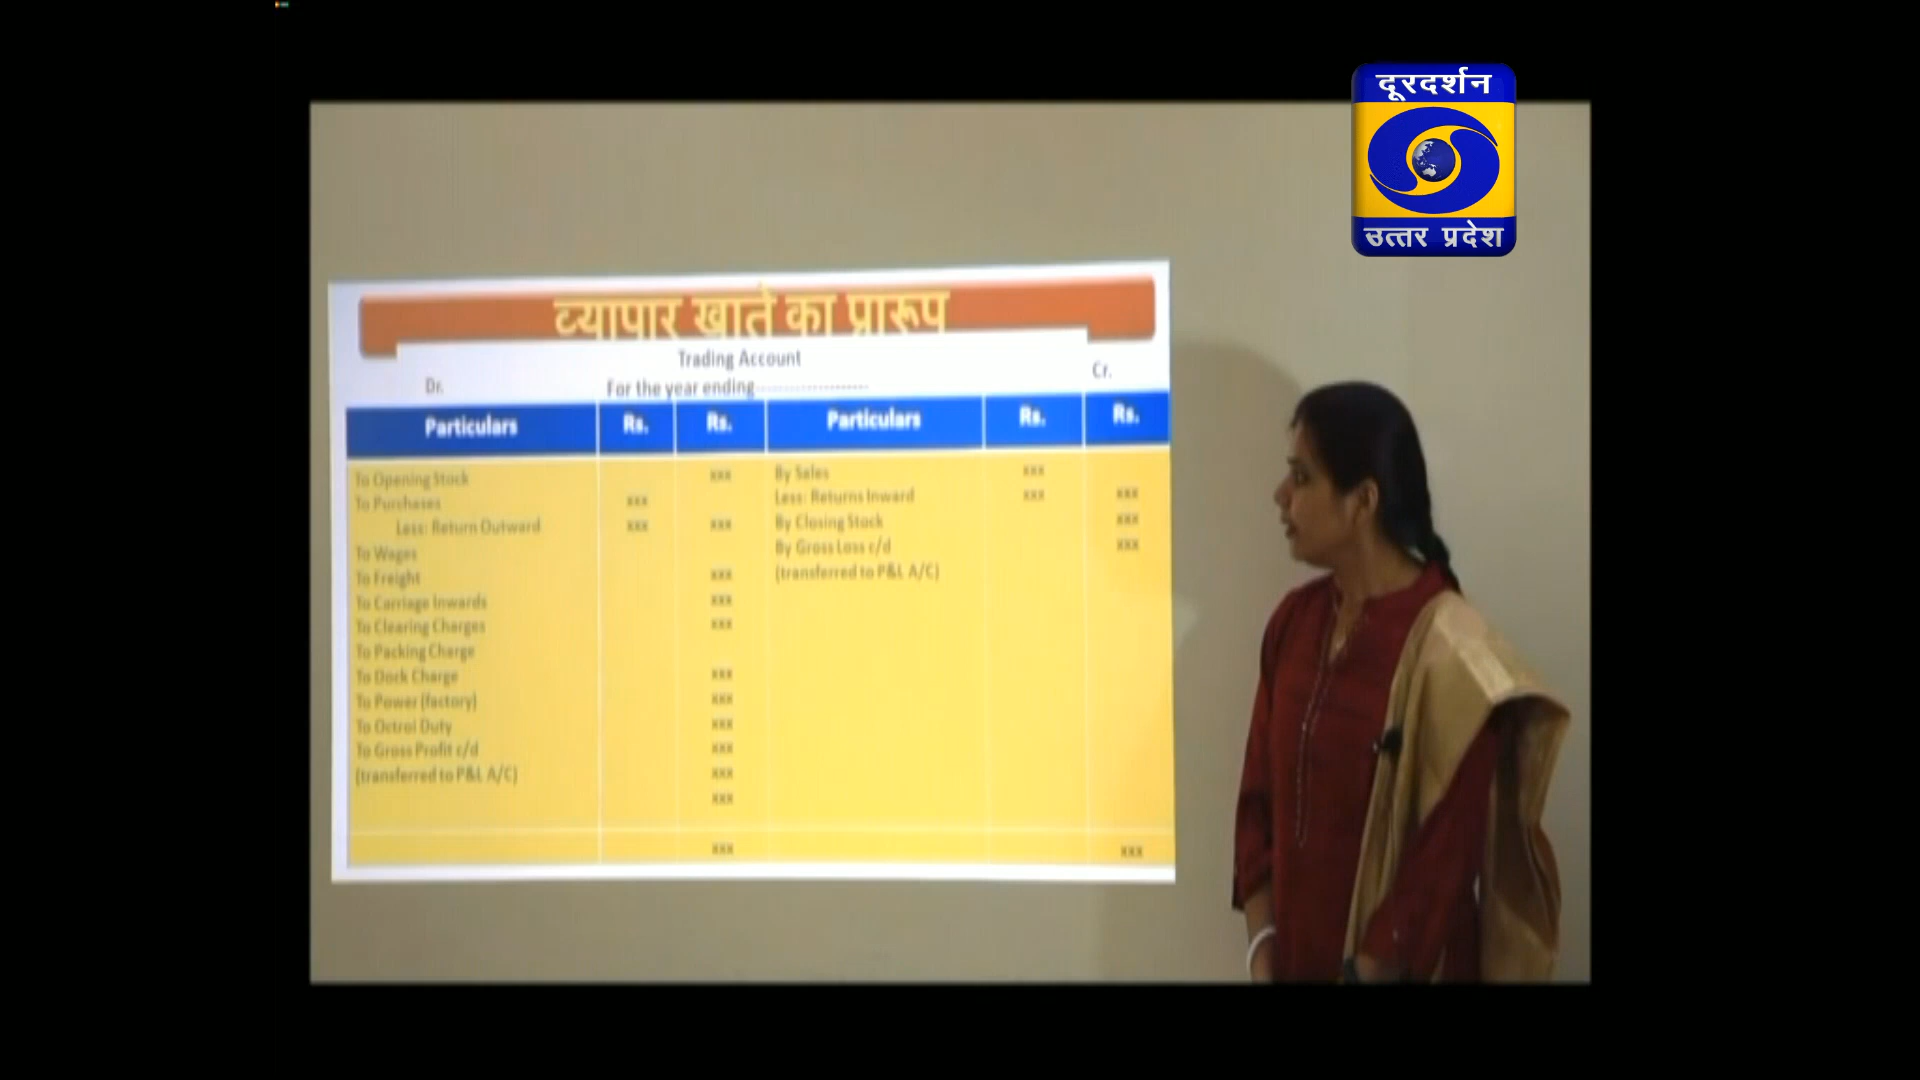 दूरदर्शन
उत्तर प्रदेश
व्यापार खाते का प्रारूप
Trading Account
Dr. For the year ending------------------- Cr.
Particulars Rs. Rs. Particulars Rs. Rs.
To Opening Stock xxx By Sales xxx
To Purchases xxx Less: Returns Inward xxx xxx
Less: Return Outward xxx xxx By Closing Stock xxx
To Wages By Gross Loss c/d xxx
To Freight xxx (transferred to P&L A/C)
To Carriage Inwards xxx
To Clearing Charges xxx
To Packing Charge
To Dock Charge xxx
To Power (factory) xxx
To Octroi Duty xxx
To Gross Profit c/d xxx
(transferred to P&L A/C) xxx
xxx
xxx xxx